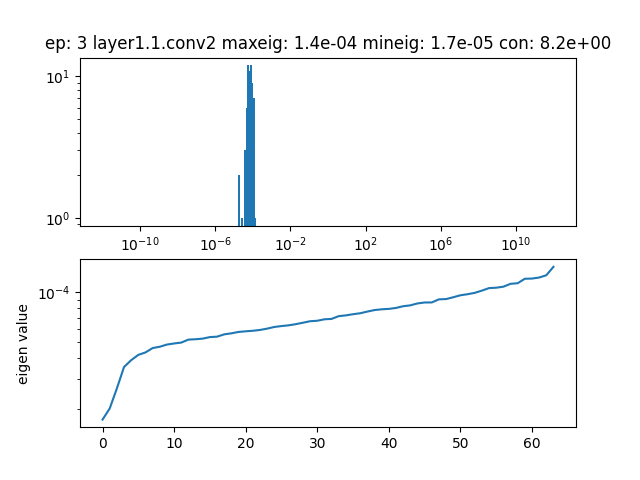 ep: 3 layer1.1.conv2 maxeig: 1.4e-04 mineig: 1.7e-05 con: 8.2e+00
10¹
10⁰
10⁻¹⁰ 10⁻⁶ 10⁻² 10² 10⁶ 10¹⁰
10⁻⁴
eigen value
0 10 20 30 40 50 60